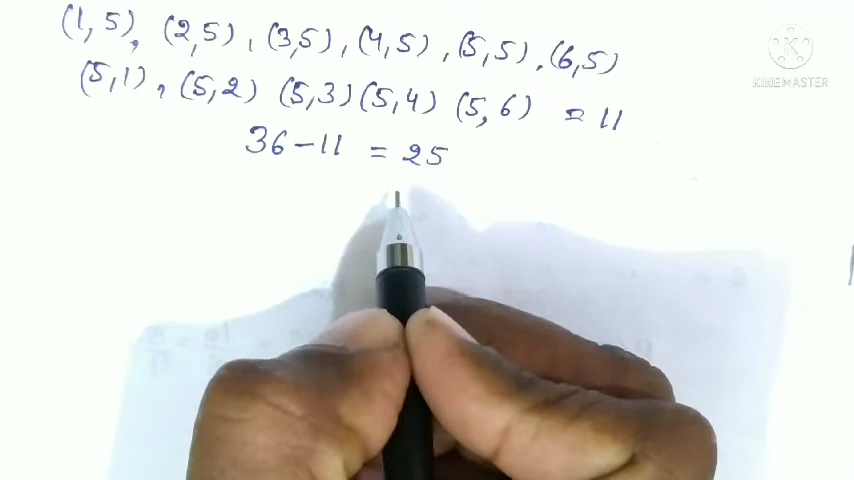 (1, 5), (2,5), (3,5), (4,5), (5,5), (6,5)
(5,1), (5,2) (5,3) (5,4) (5,6) = 11
36-11 = 25
KINEMASTER